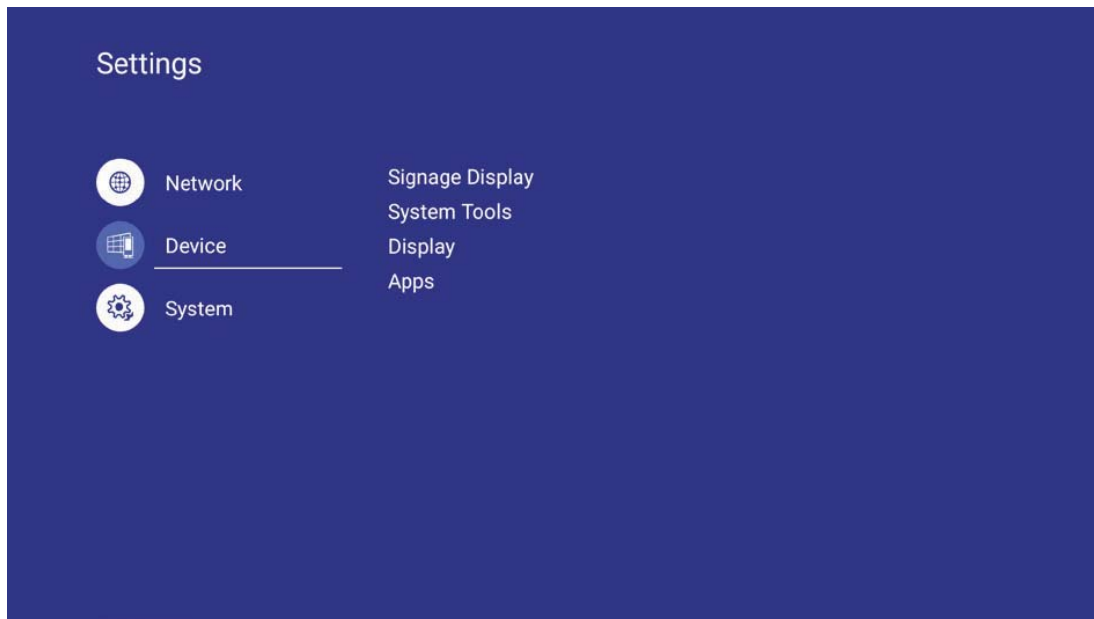 Settings
Network
Device
System
Signage Display
System Tools
Display
Apps